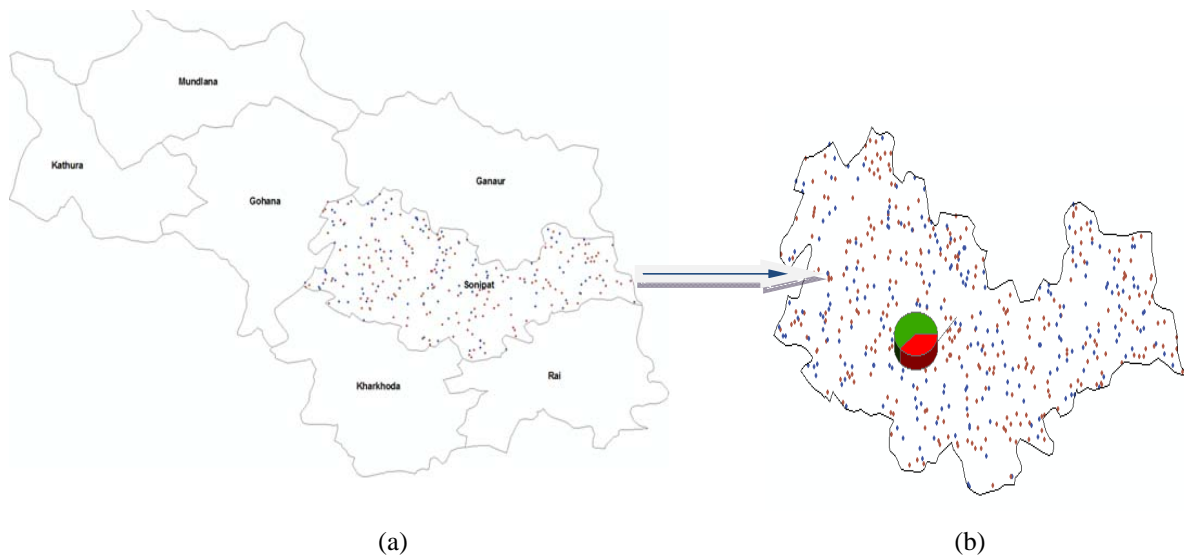 Mundlana
Kathura
Ganaur
Gohana
Sonipat
Kharkhoda
Rai
(a)
(b)